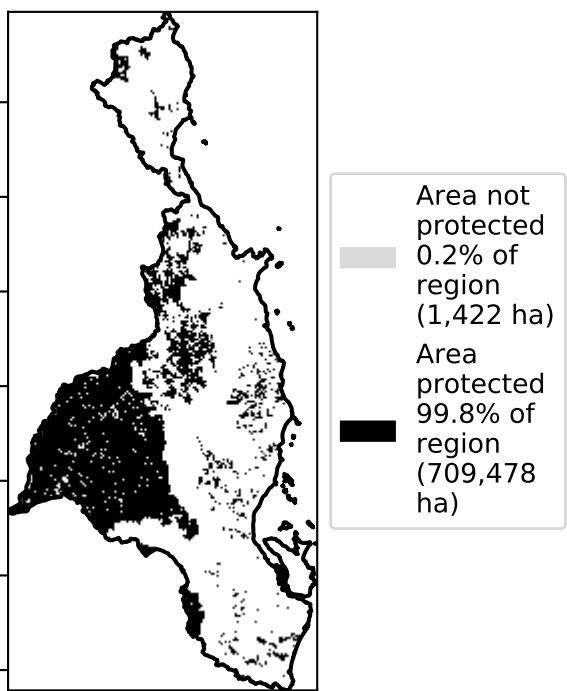 Area not
protected
0.2% of
region
(1,422 ha)
Area
protected
99.8% of
region
(709,478
ha)